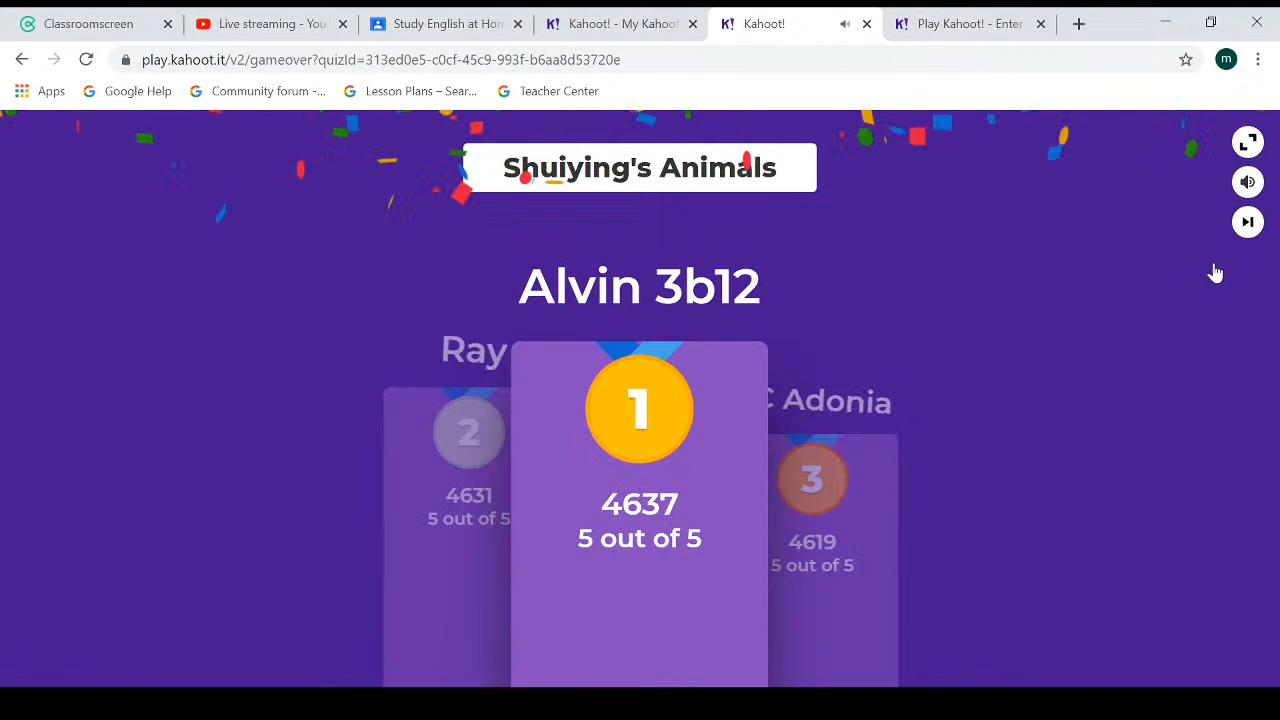 Classroomscreen
Live streaming - You
Study English at Hom
Kahoot! - My Kahoot
Kahoot!
Play Kahoot! - Enter
play.kahoot.it/v2/gameover?quizId=313ed0e5-c0cf-45c9-993f-b6aa8d53720e
m
Apps
Google Help
Community forum -...
Lesson Plans – Sear...
Teacher Center
Shuiying's Animals
Alvin 3b12
Ray
Adonia
1
2
3
4637
5 out of 5
4631
5 out of 5
4619
5 out of 5